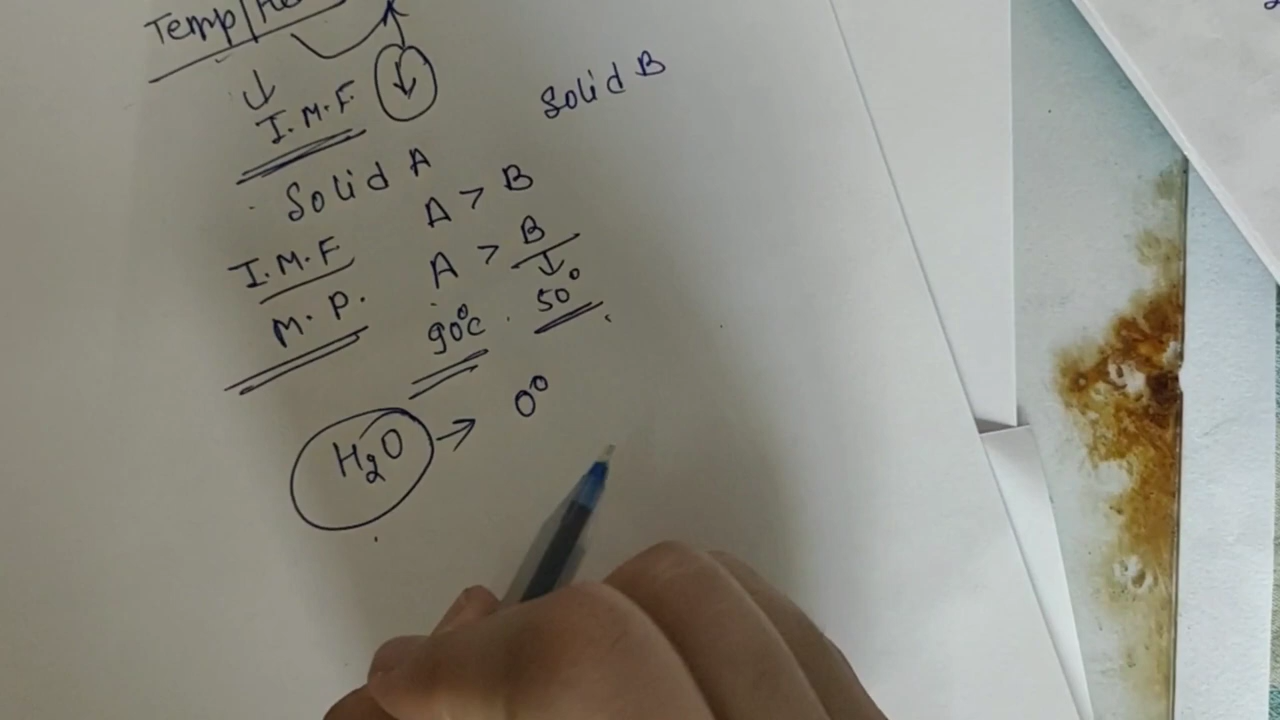 Temp/
↓
I.M.F ↓
Solid A Solid B
I.M.F A > B
M.P. A > B
↓
90°c . 50°
H₂O → 0°